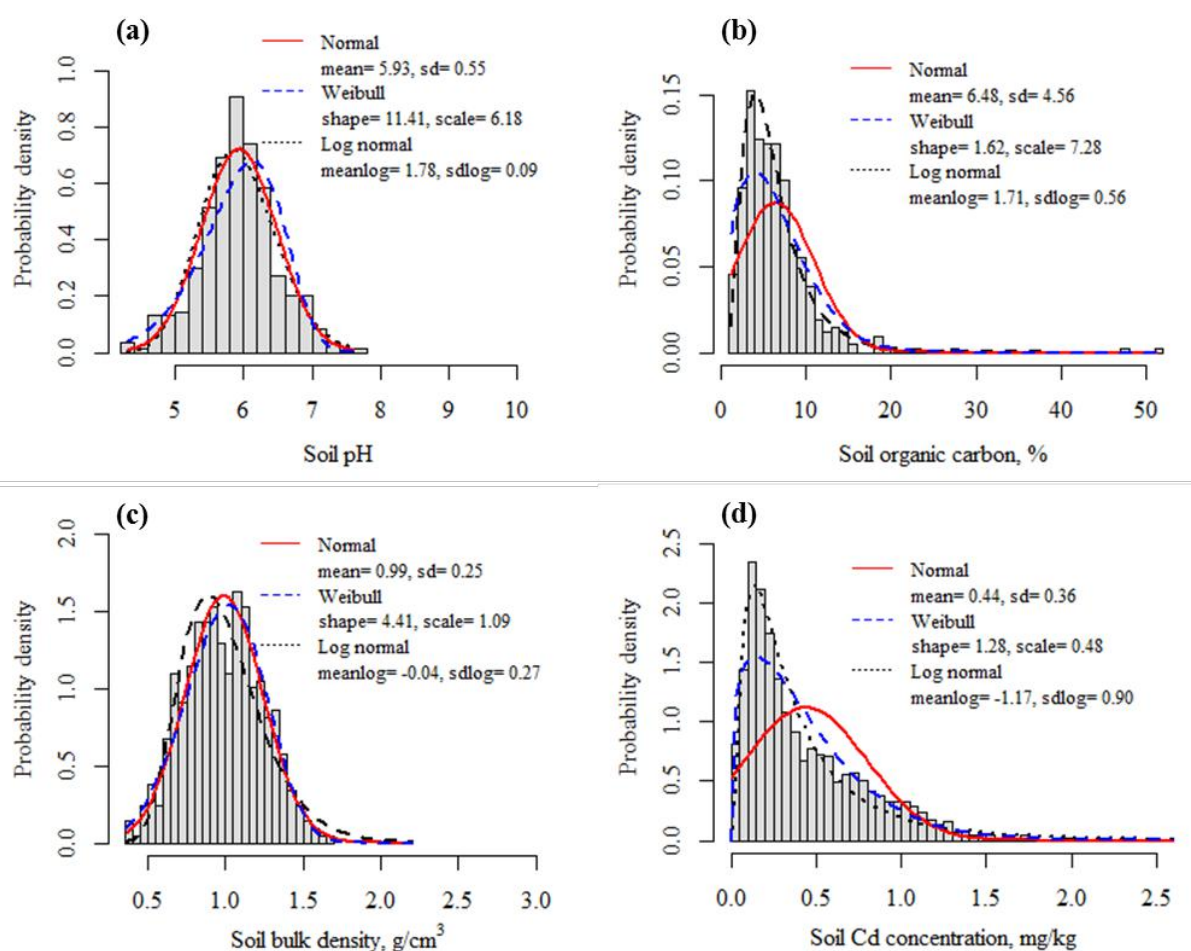 (a)
Normal
mean= 5.93, sd= 0.55
Weibull
shape= 11.41, scale= 6.18
Log normal
meanlog= 1.78, sdlog= 0.09
Probability density
0.0 0.2 0.4 0.6 0.8 1.0
5 6 7 8 9 10
Soil pH
(b)
Normal
mean= 6.48, sd= 4.56
Weibull
shape= 1.62, scale= 7.28
Log normal
meanlog= 1.71, sdlog= 0.56
Probability density
0.00 0.05 0.10 0.15
0 10 20 30 40 50
Soil organic carbon, %
(c)
Normal
mean= 0.99, sd= 0.25
Weibull
shape= 4.41, scale= 1.09
Log normal
meanlog= -0.04, sdlog= 0.27
Probability density
0.0 0.5 1.0 1.5 2.0
0.5 1.0 1.5 2.0 2.5 3.0
Soil bulk density, g/cm³
(d)
Normal
mean= 0.44, sd= 0.36
Weibull
shape= 1.28, scale= 0.48
Log normal
meanlog= -1.17, sdlog= 0.90
Probability density
0.0 0.5 1.0 1.5 2.0 2.5
0.0 0.5 1.0 1.5 2.0 2.5
Soil Cd concentration, mg/kg